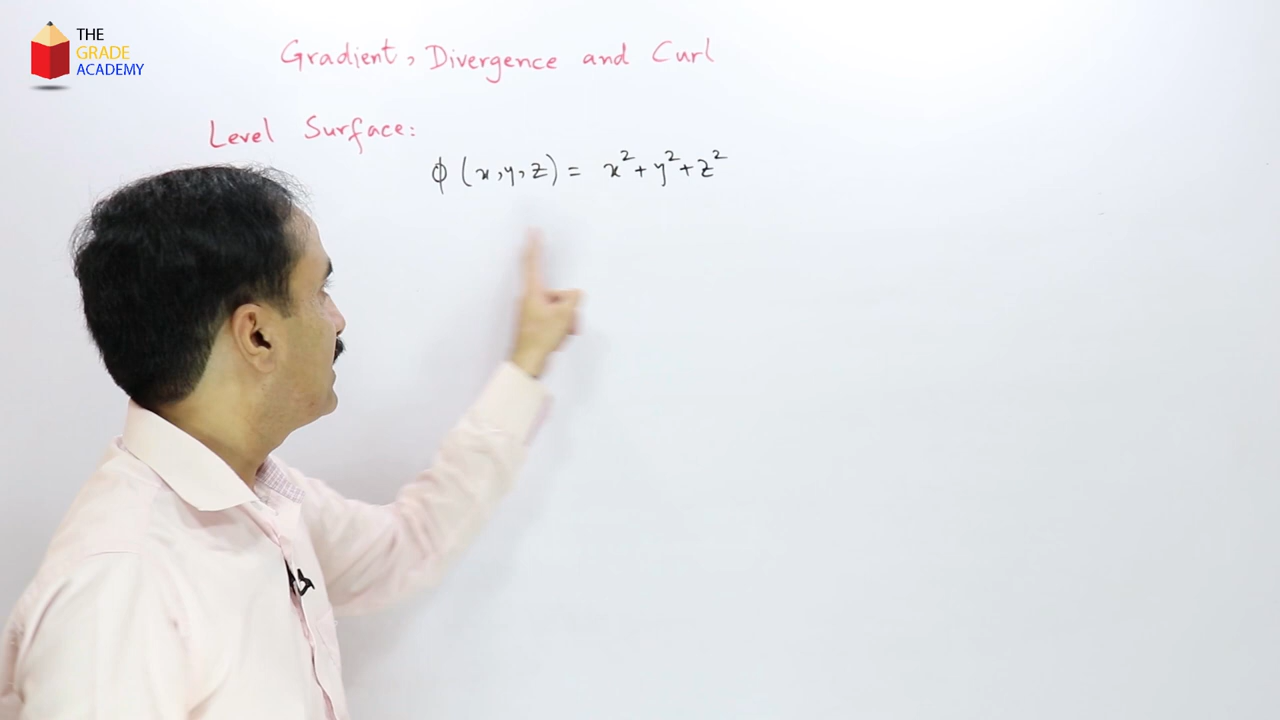 THE
GRADE
ACADEMY
Gradient, Divergence and Curl
Level Surface:
ϕ (x,y,z) = x²+y²+z²